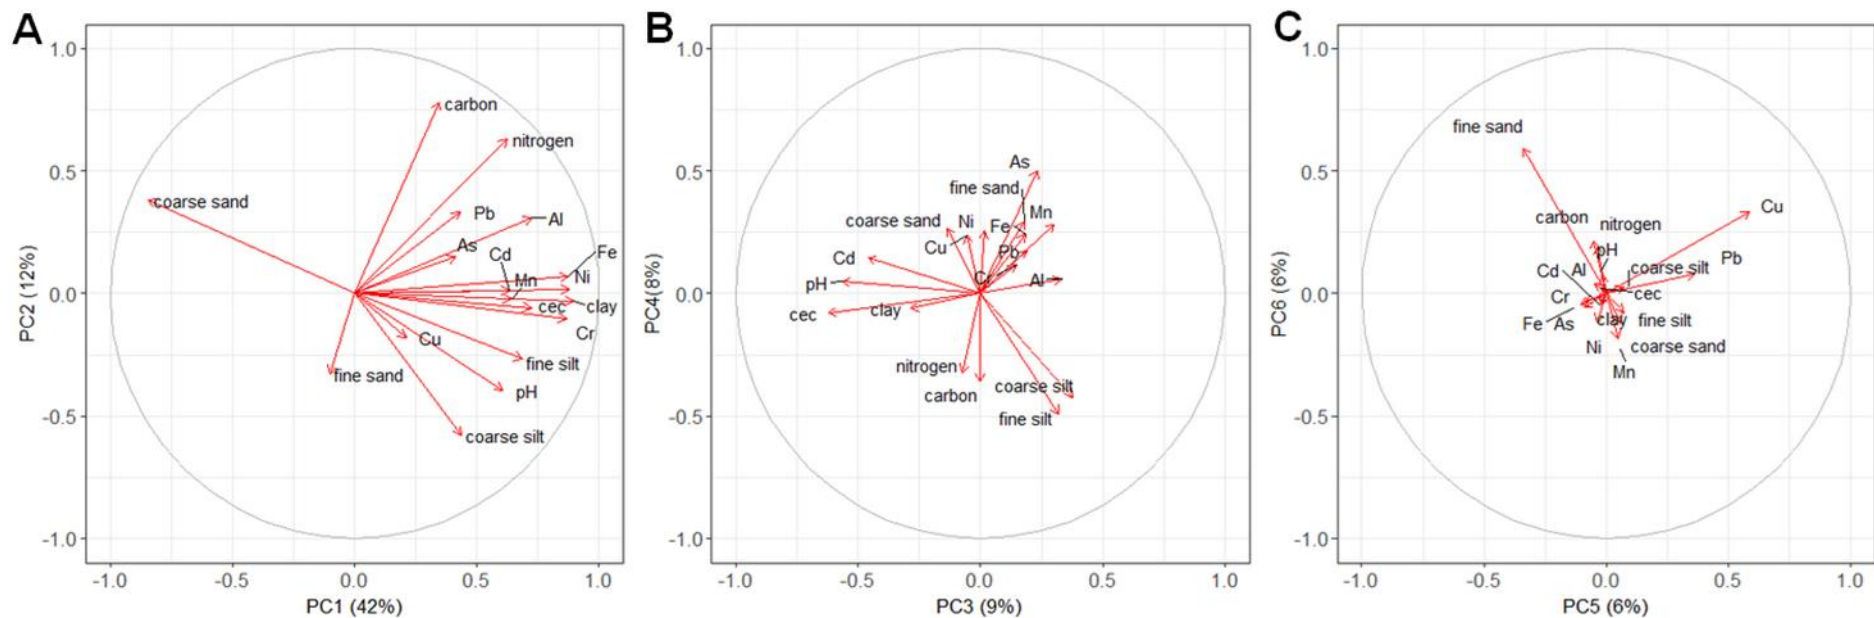 A
1.0
0.5
0.0
-0.5
-1.0
PC2 (12%)
carbon
nitrogen
coarse sand
Pb
Al
As
Cd
Fe
Ni
Mn
cec
clay
Cr
Cu
fine sand
fine silt
pH
coarse silt
-1.0 -0.5 0.0 0.5 1.0
PC1 (42%)
B
1.0
0.5
0.0
-0.5
-1.0
PC4(8%)
As
fine sand
Mn
coarse sand
Ni
Fe
Cu
Pb
Cd
Cr
Al
pH
cec
clay
nitrogen
carbon
coarse silt
fine silt
-1.0 -0.5 0.0 0.5 1.0
PC3 (9%)
C
1.0
0.5
0.0
-0.5
-1.0
PC6 (6%)
fine sand
Cu
carbon
nitrogen
pH
Pb
Cd
Al
coarse silt
Cr
cec
Fe
As
clay
fine silt
Ni
coarse sand
Mn
-1.0 -0.5 0.0 0.5 1.0
PC5 (6%)